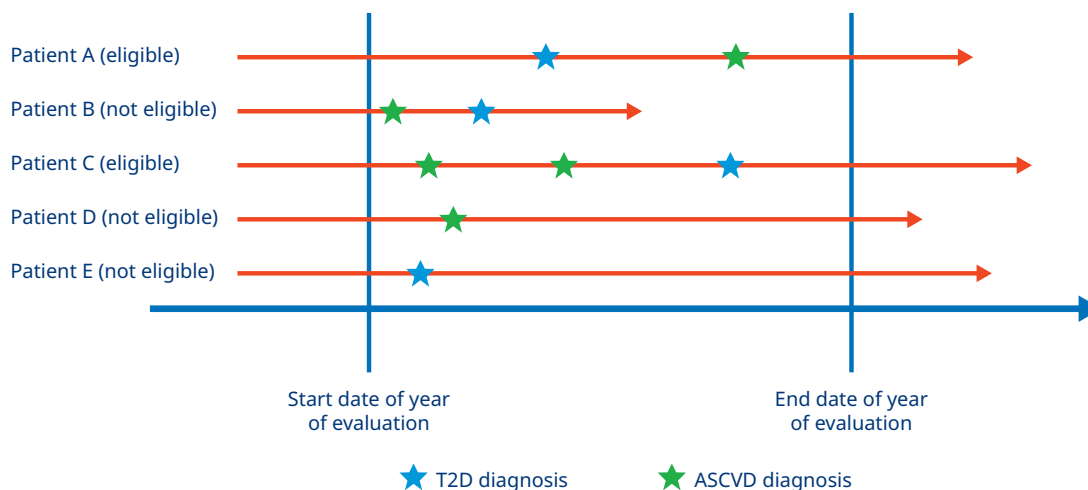 Patient A (eligible)
Patient B (not eligible)
Patient C (eligible)
Patient D (not eligible)
Patient E (not eligible)
Start date of year
of evaluation
End date of year
of evaluation
T2D diagnosis
ASCVD diagnosis